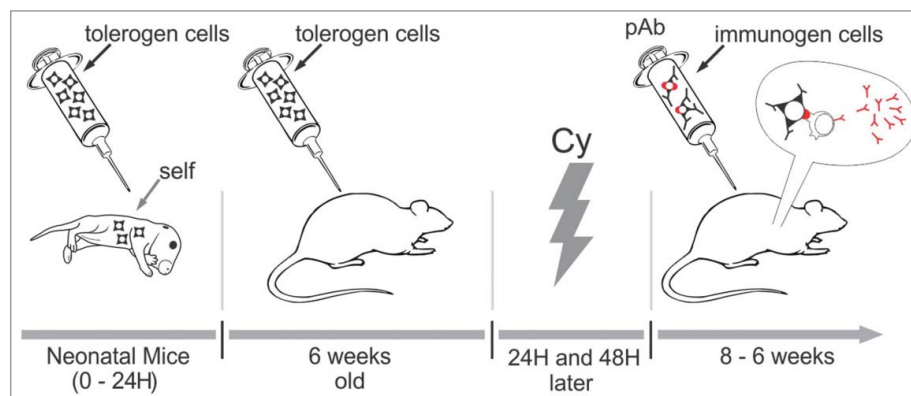 tolerogen cells
self
Neonatal Mice
(0 - 24H)
tolerogen cells
6 weeks
old
Cy
24H and 48H
later
pAb
immunogen cells
8 - 6 weeks